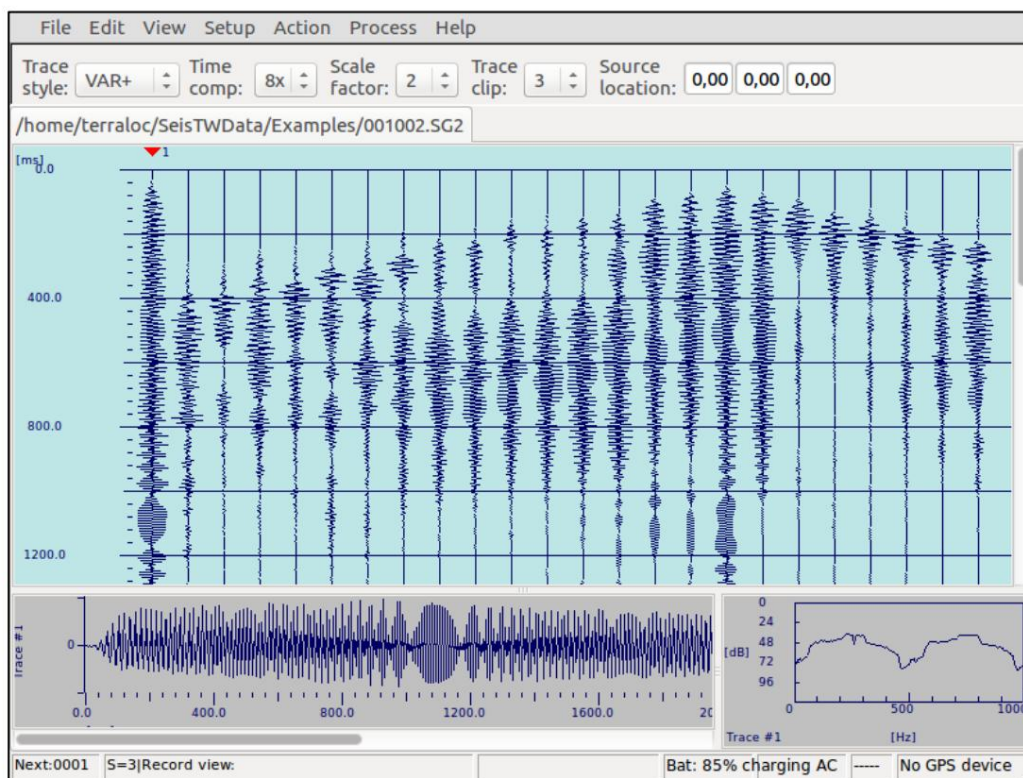 File Edit View Setup Action Process Help
Trace style: VAR+ Time comp: 8x Scale factor: 2 Trace clip: 3 Source location: 0,00 0,00 0,00
/home/terraloc/SeisTWData/Examples/001002.SG2
[ms]
1
0.0
400.0
800.0
1200.0
Trace #1
0
0.0 400.0 800.0 1200.0 1600.0 20
[dB]
0
24
48
72
96
0 500 1000
Trace #1 [Hz]
Next:0001 S=3|Record view: Bat: 85% charging AC ----- No GPS device